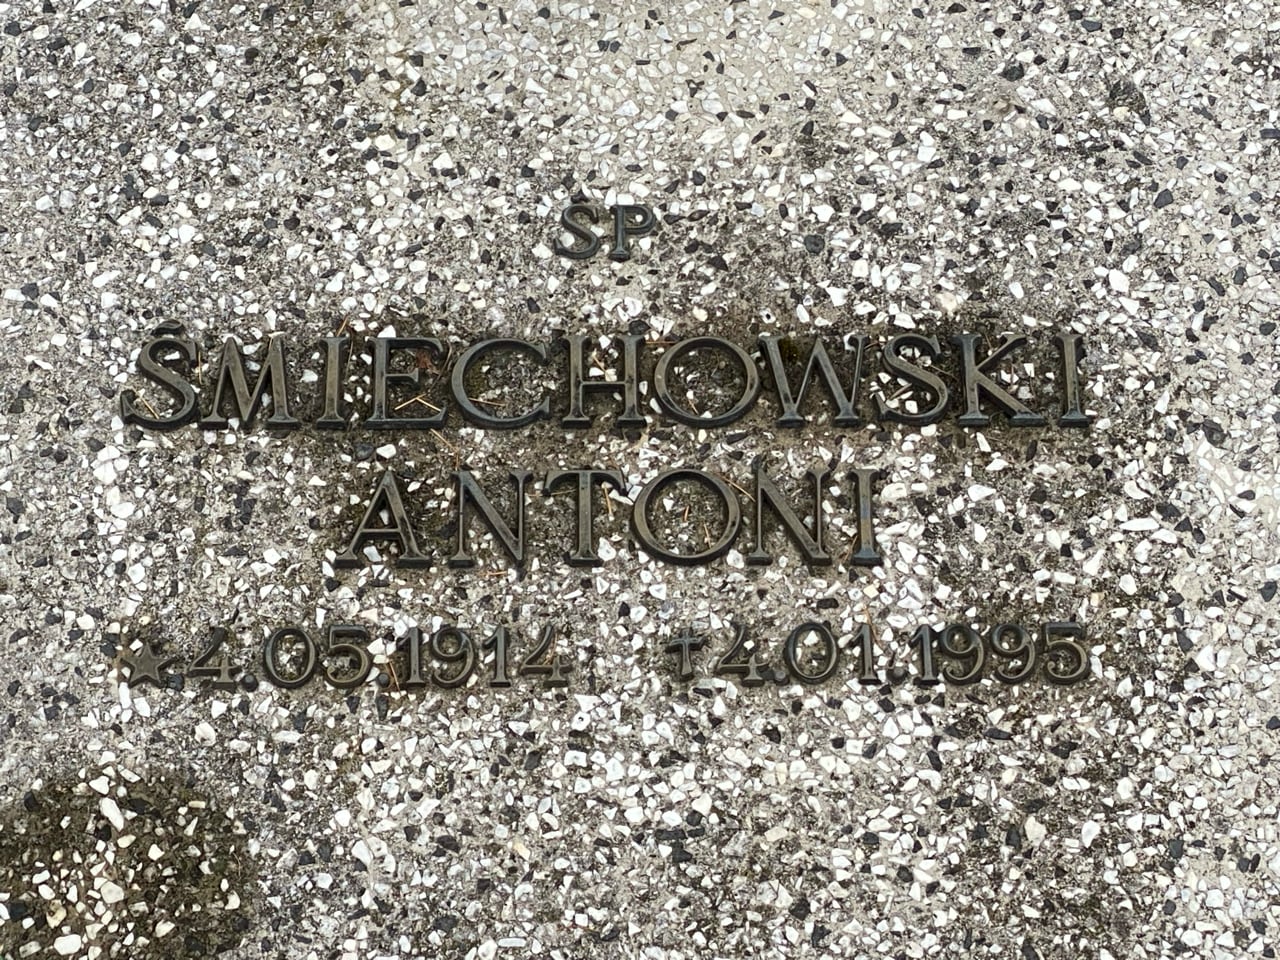 ŚP
ŚMIECHOWSKI
ANTONI
★4.05.1914 †4.01.1995